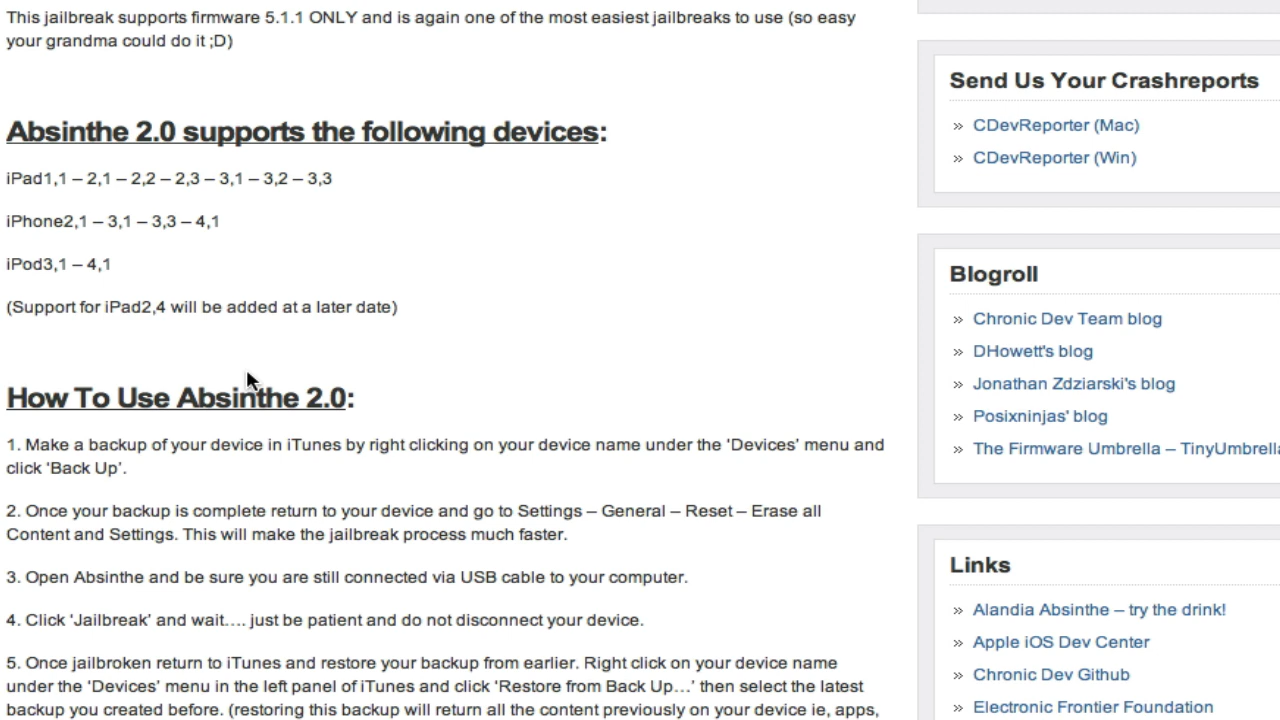 This jailbreak supports firmware 5.1.1 ONLY and is again one of the most easiest jailbreaks to use (so easy
your grandma could do it ;D)
Absinthe 2.0 supports the following devices:
iPad1,1 – 2,1 – 2,2 – 2,3 – 3,1 – 3,2 – 3,3
iPhone2,1 – 3,1 – 3,3 – 4,1
iPod3,1 – 4,1
(Support for iPad2,4 will be added at a later date)
How To Use Absinthe 2.0:
1. Make a backup of your device in iTunes by right clicking on your device name under the 'Devices' menu and
click 'Back Up'.
2. Once your backup is complete return to your device and go to Settings – General – Reset – Erase all
Content and Settings. This will make the jailbreak process much faster.
3. Open Absinthe and be sure you are still connected via USB cable to your computer.
4. Click 'Jailbreak' and wait…. just be patient and do not disconnect your device.
5. Once jailbroken return to iTunes and restore your backup from earlier. Right click on your device name
under the 'Devices' menu in the left panel of iTunes and click 'Restore from Back Up…' then select the latest
backup you created before. (restoring this backup will return all the content previously on your device ie, apps,
Send Us Your Crashreports
» CDevReporter (Mac)
» CDevReporter (Win)
Blogroll
» Chronic Dev Team blog
» DHowett's blog
» Jonathan Zdziarski's blog
» Posixninjas' blog
» The Firmware Umbrella – TinyUmbrella
Links
» Alandia Absinthe – try the drink!
» Apple iOS Dev Center
» Chronic Dev Github
» Electronic Frontier Foundation